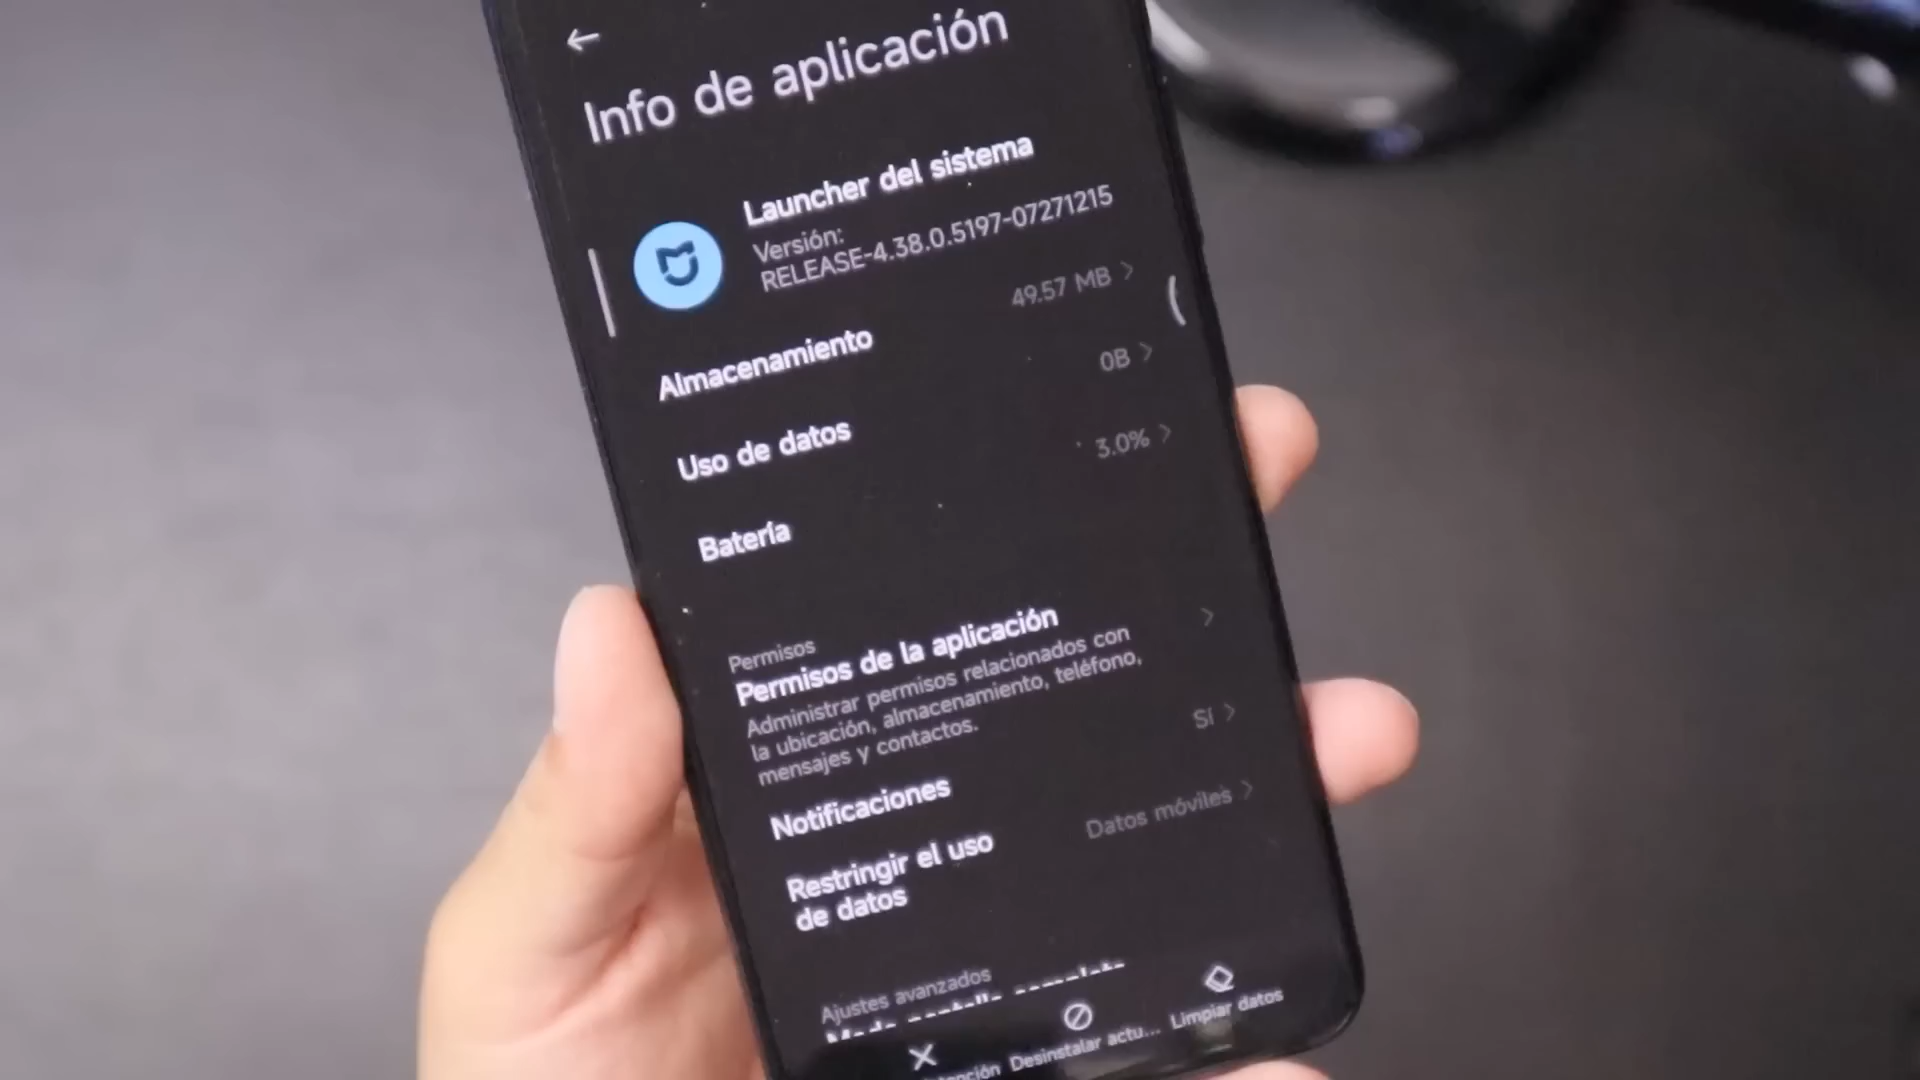 Info de aplicación
Launcher del sistema
Versión:
RELEASE-4.38.0.5197-07271215
Almacenamiento
49.57 MB
Uso de datos
0B
Batería
3.0%
Permisos
Permisos de la aplicación
Administrar permisos relacionados con
la ubicación, almacenamiento, teléfono,
mensajes y contactos.
Notificaciones
Sí
Restringir el uso
de datos
Datos móviles
Ajustes avanzados
Desinstalar actu...
Limpiar datos